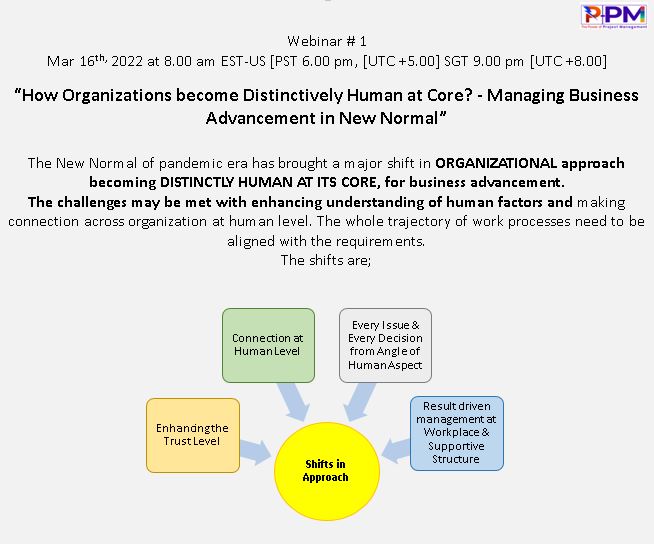 P+PM
The Power of Project Management
Webinar # 1
Mar 16th, 2022 at 8.00 am EST-US [PST 6.00 pm, [UTC +5.00] SGT 9.00 pm [UTC +8.00]
“How Organizations become Distinctively Human at Core? - Managing Business
Advancement in New Normal”
The New Normal of pandemic era has brought a major shift in ORGANIZATIONAL approach
becoming DISTINCTLY HUMAN AT ITS CORE, for business advancement.
The challenges may be met with enhancing understanding of human factors and making
connection across organization at human level. The whole trajectory of work processes need to be
aligned with the requirements.
The shifts are;
Connection at
Human Level
Every Issue &
Every Decision
from Angle of
Human Aspect
Enhancing the
Trust Level
Result driven
management at
Workplace &
Supportive
Structure
Shifts in
Approach